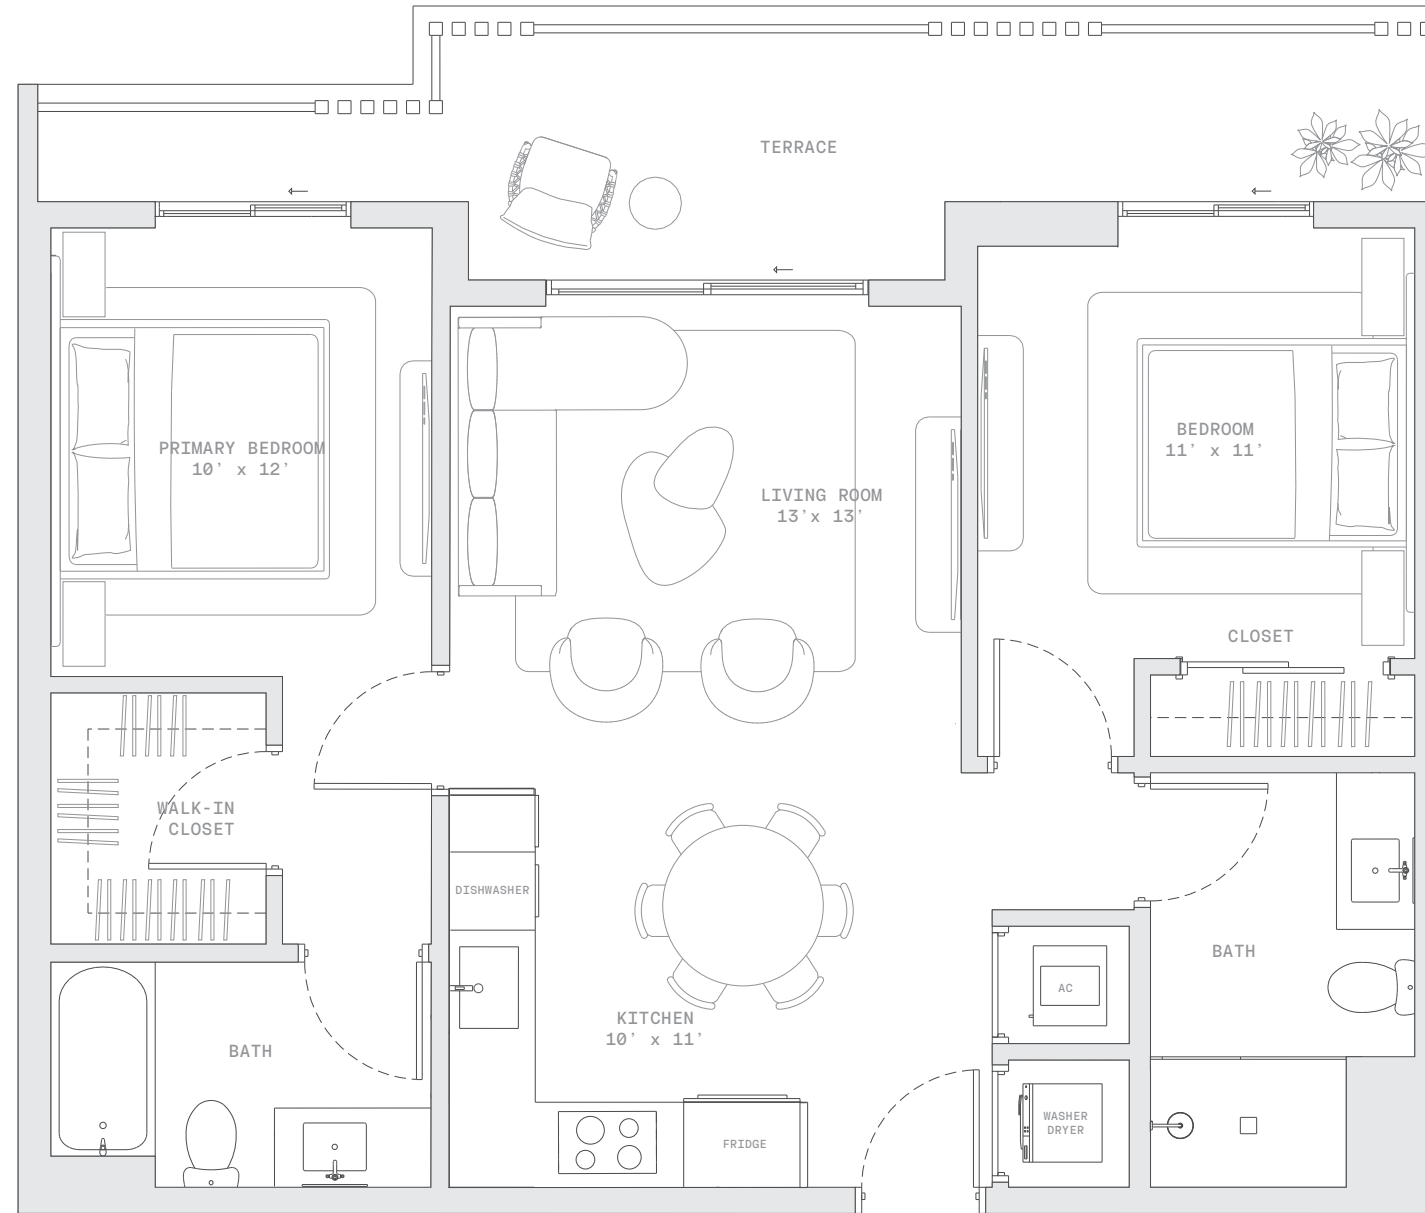 TERRACE
PRIMARY BEDROOM
10' x 12'
BEDROOM
11' x 11'
LIVING ROOM
13'x 13'
CLOSET
WALK-IN
CLOSET
DISHWASHER
BATH
AC
KITCHEN
10' x 11'
BATH
WASHER
DRYER
FRIDGE